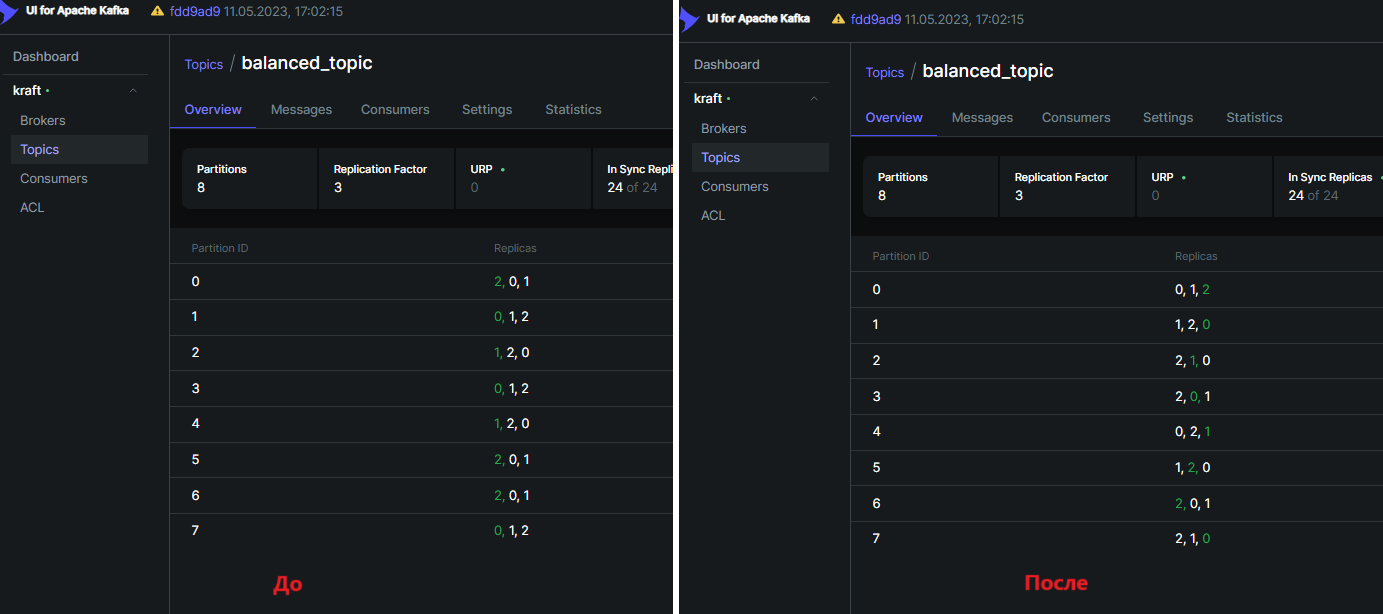 UI for Apache Kafka fdd9ad9 11.05.2023, 17:02:15
Dashboard
kraft
Brokers
Topics
Consumers
ACL
Topics / balanced_topic
Overview Messages Consumers Settings Statistics
Partitions Replication Factor URP In Sync Repli
8 3 0 24 of 24
Partition ID Replicas
0 2, 0, 1
1 0, 1, 2
2 1, 2, 0
3 0, 1, 2
4 1, 2, 0
5 2, 0, 1
6 2, 0, 1
7 0, 1, 2
До
UI for Apache Kafka fdd9ad9 11.05.2023, 17:02:15
Dashboard
kraft
Brokers
Topics
Consumers
ACL
Topics / balanced_topic
Overview Messages Consumers Settings Statistics
Partitions Replication Factor URP In Sync Replicas
8 3 0 24 of 24
Partition ID Replicas
0 0, 1, 2
1 1, 2, 0
2 2, 1, 0
3 2, 0, 1
4 0, 2, 1
5 1, 2, 0
6 2, 0, 1
7 2, 1, 0
После